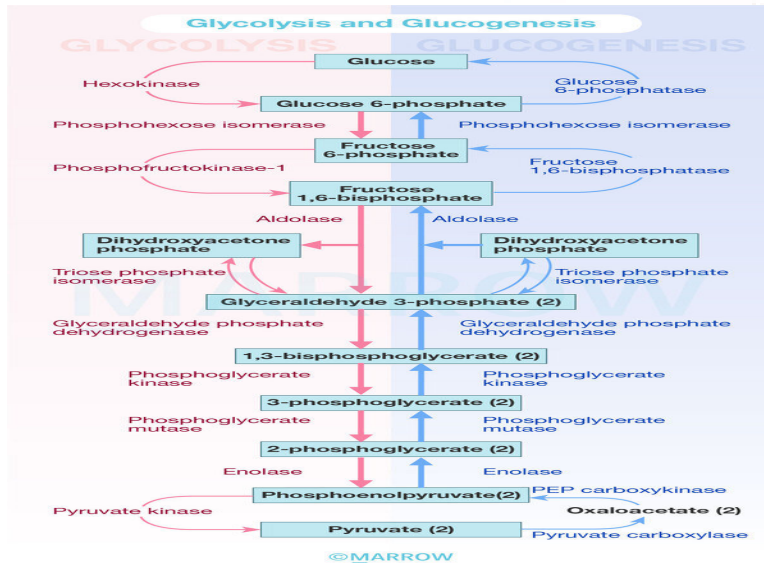 Glycolysis and Glucogenesis
GLYCOLYSIS
GLUCOGENESIS
Glucose
Hexokinase
Glucose
6-phosphatase
Glucose 6-phosphate
Phosphohexose isomerase
Phosphohexose isomerase
Fructose
6-phosphate
Phosphofructokinase-1
Fructose
1,6-bisphosphatase
Fructose
1,6-bisphosphate
Aldolase
Aldolase
Dihydroxyacetone
phosphate
Dihydroxyacetone
phosphate
Triose phosphate
isomerase
Triose phosphate
isomerase
MARROW
Glyceraldehyde 3-phosphate (2)
Glyceraldehyde phosphate
dehydrogenase
Glyceraldehyde phosphate
dehydrogenase
1,3-bisphosphoglycerate (2)
Phosphoglycerate
kinase
Phosphoglycerate
kinase
3-phosphoglycerate (2)
Phosphoglycerate
mutase
Phosphoglycerate
mutase
2-phosphoglycerate (2)
Enolase
Enolase
Phosphoenolpyruvate(2)
PEP carboxykinase
Pyruvate kinase
Oxaloacetate (2)
Pyruvate (2)
Pyruvate carboxylase
©MARROW